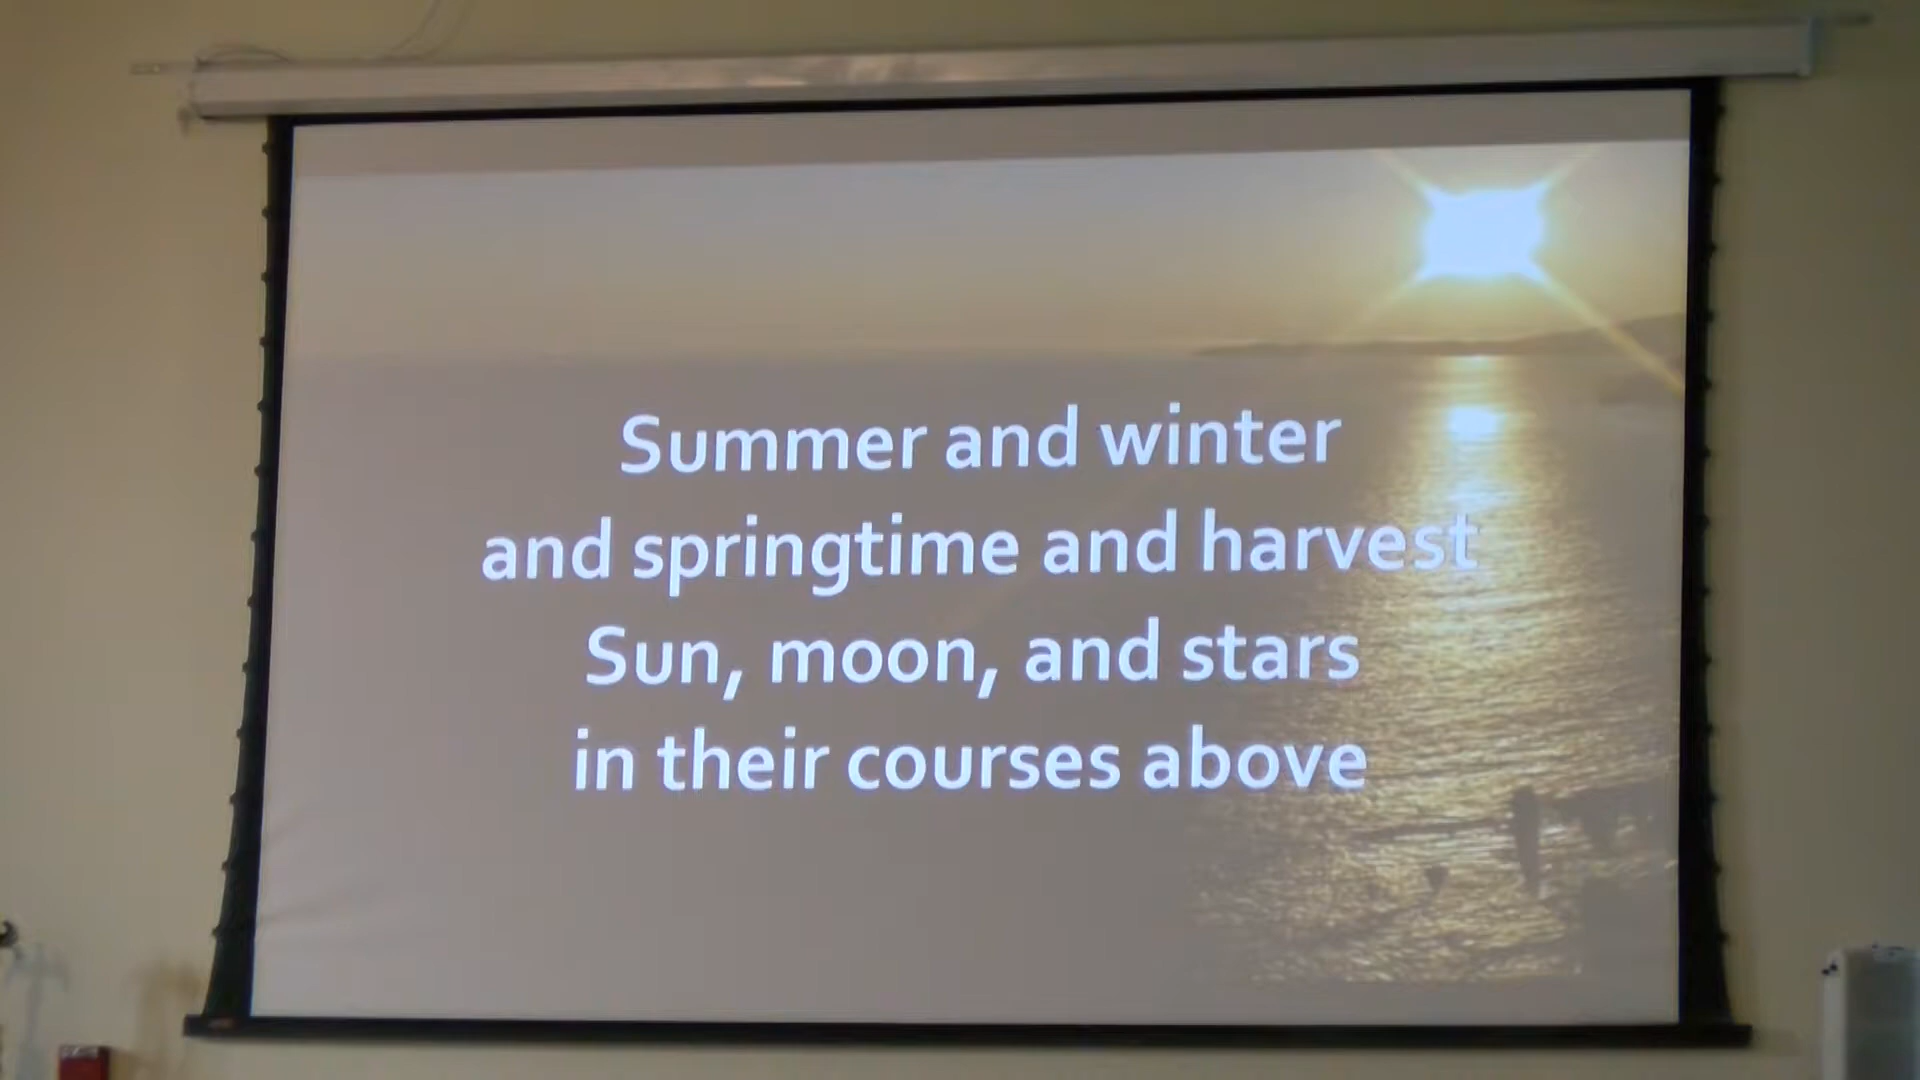 Summer and winter
and springtime and harvest
Sun, moon, and stars
in their courses above